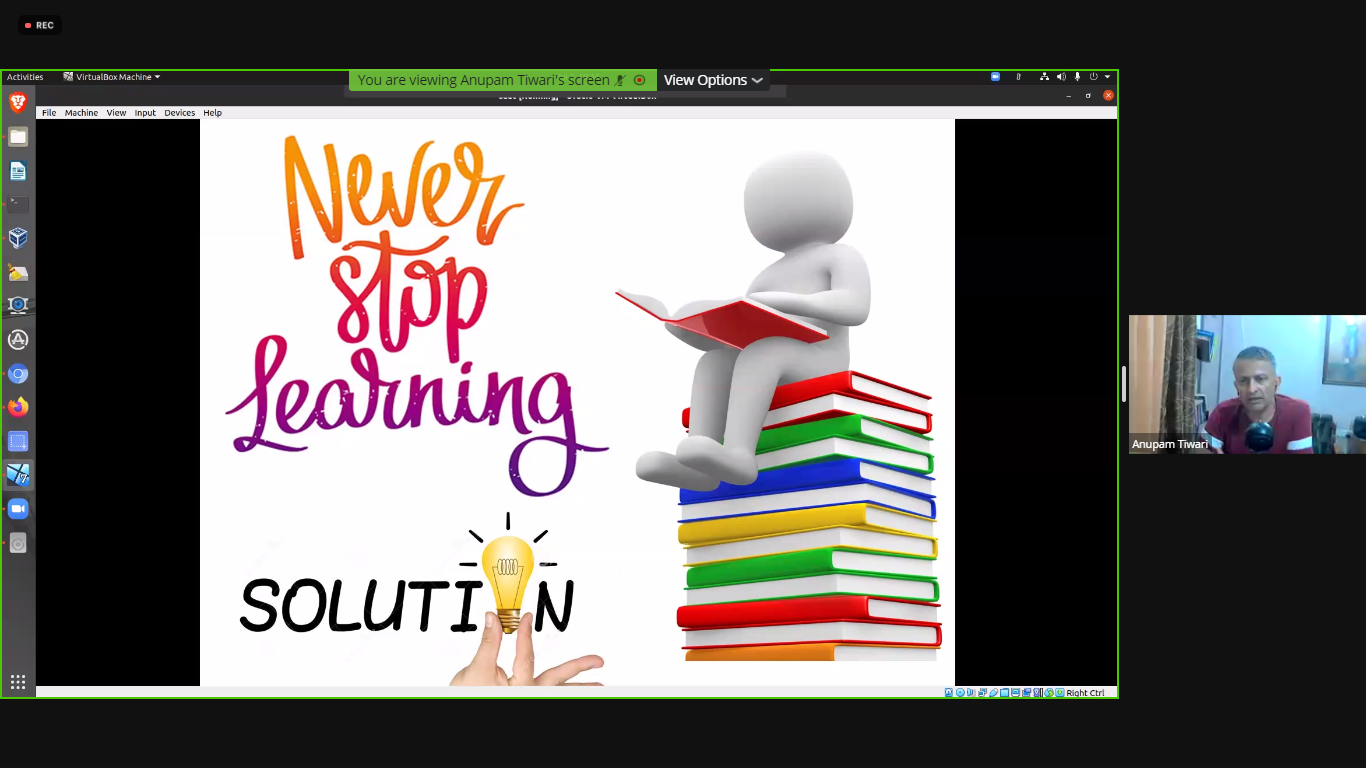 REC
Activities
VirtualBox Machine
You are viewing Anupam Tiwari's screen
View Options
File Machine View Input Devices Help
Never
stop
Learning
SOLUTI N
Anupam Tiwari
Right Ctrl